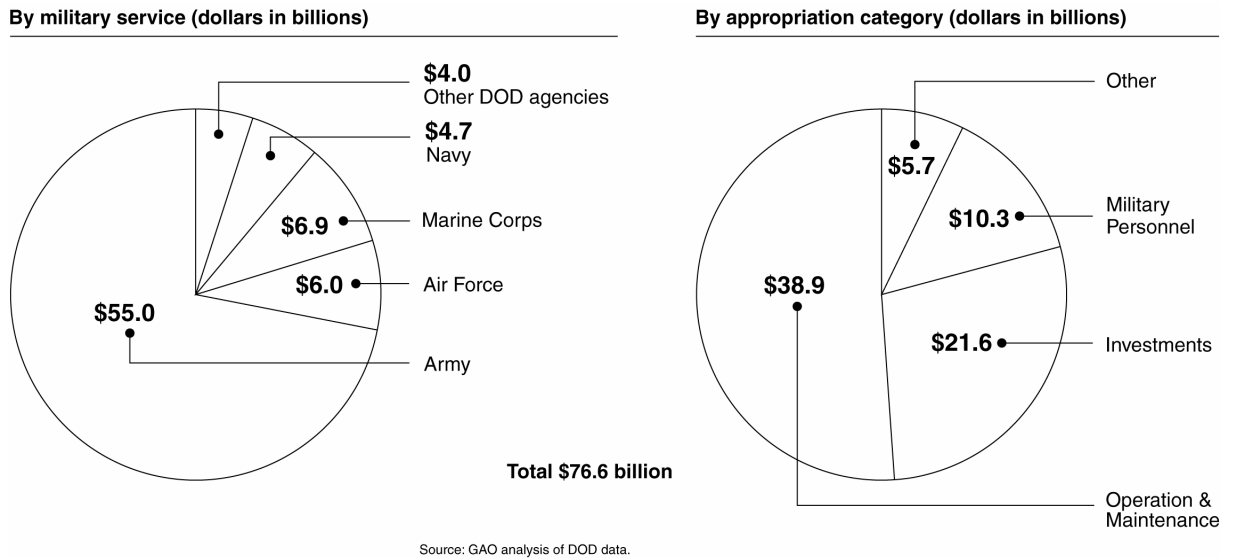 By military service (dollars in billions)
$4.0
Other DOD agencies
$4.7
Navy
$6.9
Marine Corps
$6.0
Air Force
$55.0
Army
By appropriation category (dollars in billions)
Other
$5.7
Military
Personnel
$10.3
$38.9
$21.6
Investments
Operation &
Maintenance
Total $76.6 billion
Source: GAO analysis of DOD data.